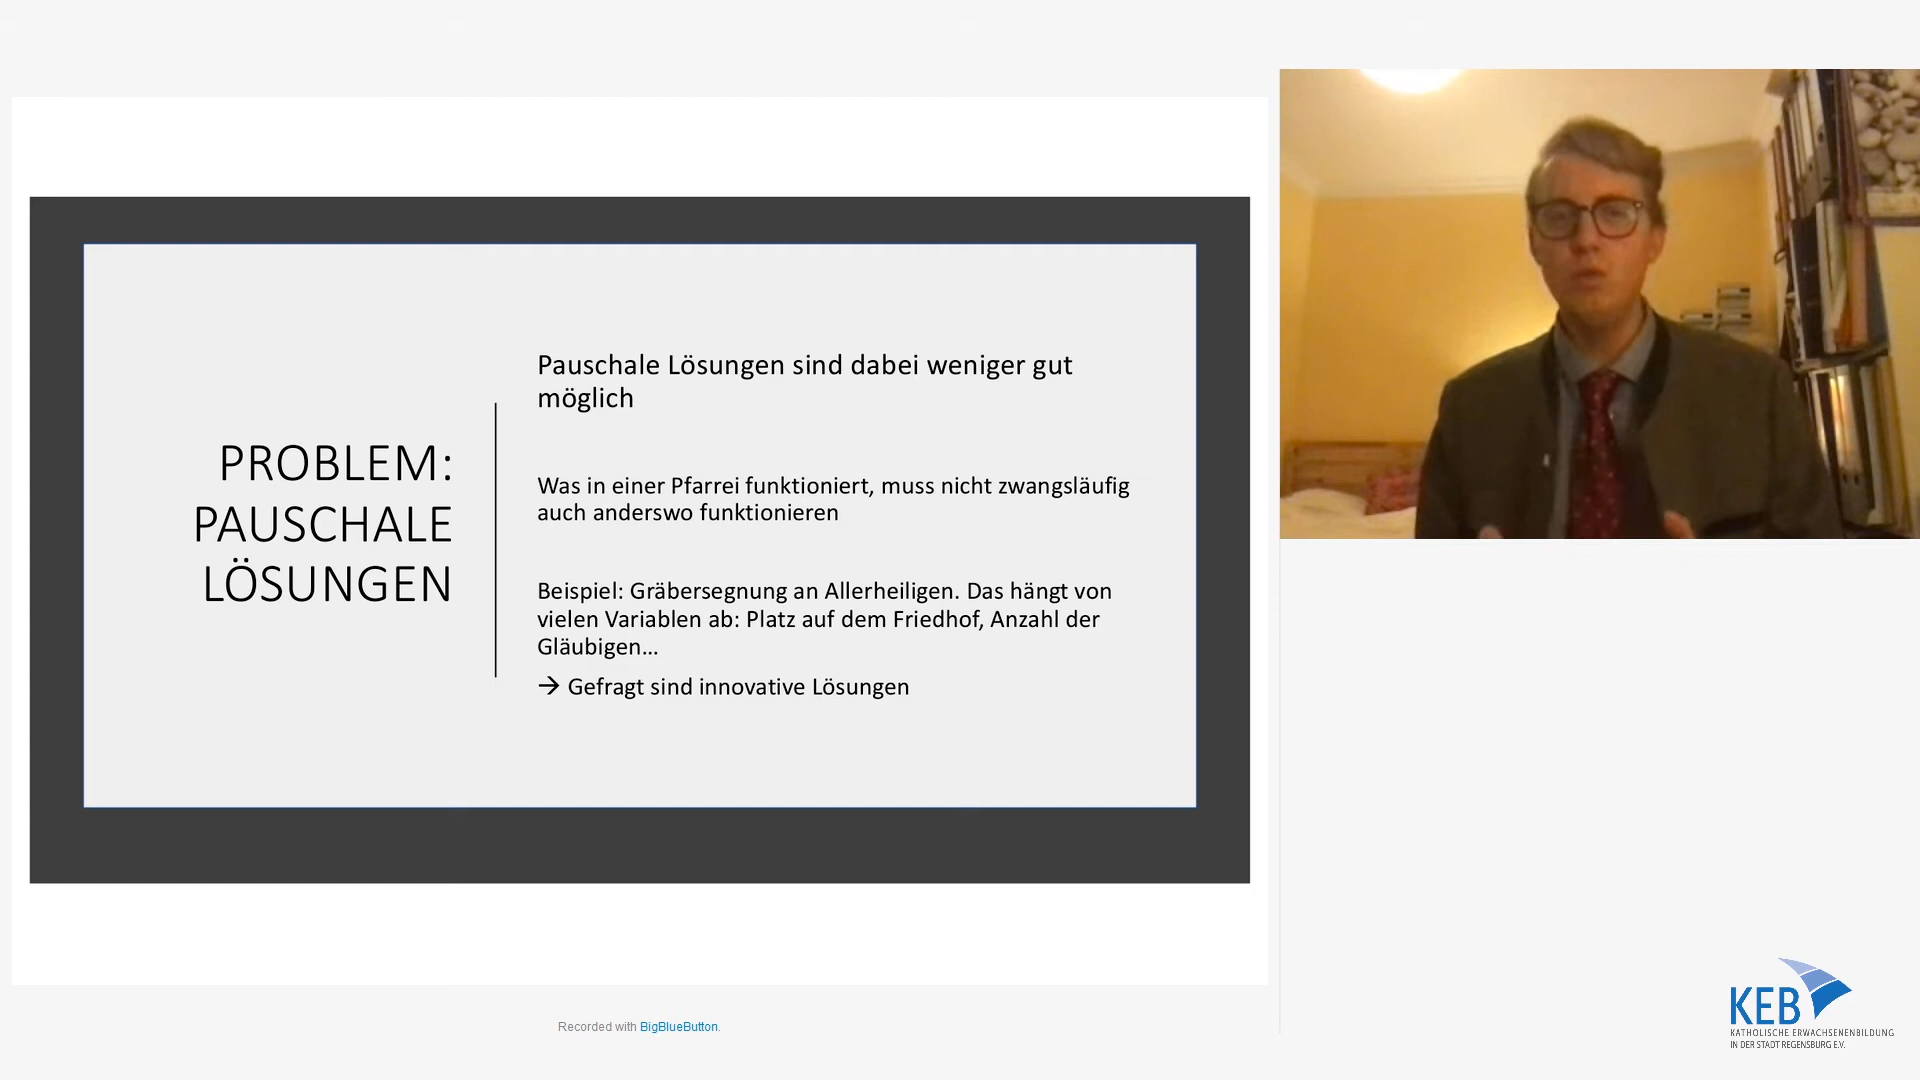 PROBLEM:
PAUSCHALE
LÖSUNGEN
Pauschale Lösungen sind dabei weniger gut
möglich
Was in einer Pfarrei funktioniert, muss nicht zwangsläufig
auch anderswo funktionieren
Beispiel: Gräbersegnung an Allerheiligen. Das hängt von
vielen Variablen ab: Platz auf dem Friedhof, Anzahl der
Gläubigen…
→ Gefragt sind innovative Lösungen
Recorded with BigBlueButton.
KEB
KATHOLISCHE ERWACHSENENBILDUNG
IN DER STADT REGENSBURG E.V.